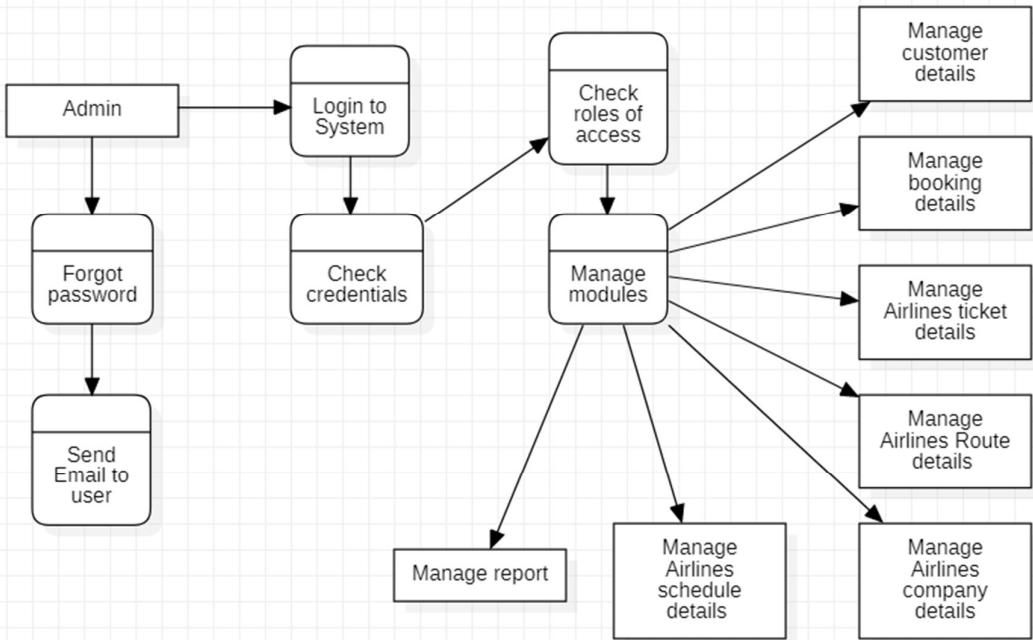 Admin
Login to
System
Check
roles of
access
Manage
customer
details
Manage
booking
details
Forgot
password
Check
credentials
Manage
modules
Manage
Airlines ticket
details
Manage
Airlines Route
details
Send
Email to
user
Manage report
Manage
Airlines
schedule
details
Manage
Airlines
company
details